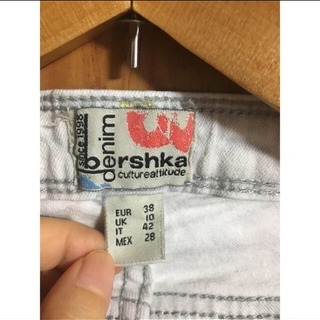 since 1998
denim
bershka
cultureattitude
EUR 38
UK 10
IT 42
MEX 28